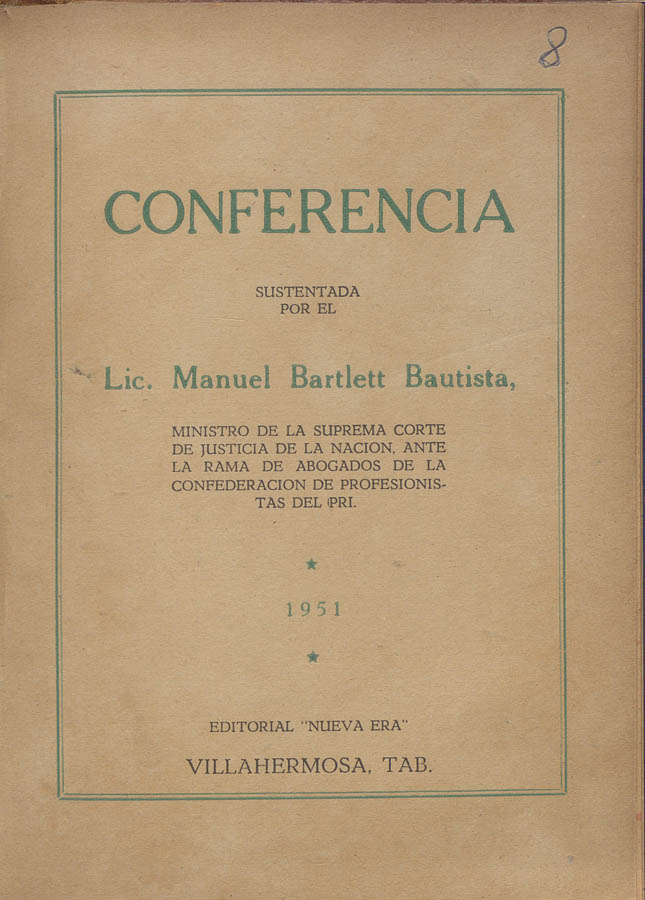 8
CONFERENCIA
SUSTENTADA
POR EL
Lic. Manuel Bartlett Bautista,
MINISTRO DE LA SUPREMA CORTE
DE JUSTICIA DE LA NACION, ANTE
LA RAMA DE ABOGADOS DE LA
CONFEDERACION DE PROFESIONIS-
TAS DEL PRI.
1951
EDITORIAL "NUEVA ERA"
VILLAHERMOSA, TAB.